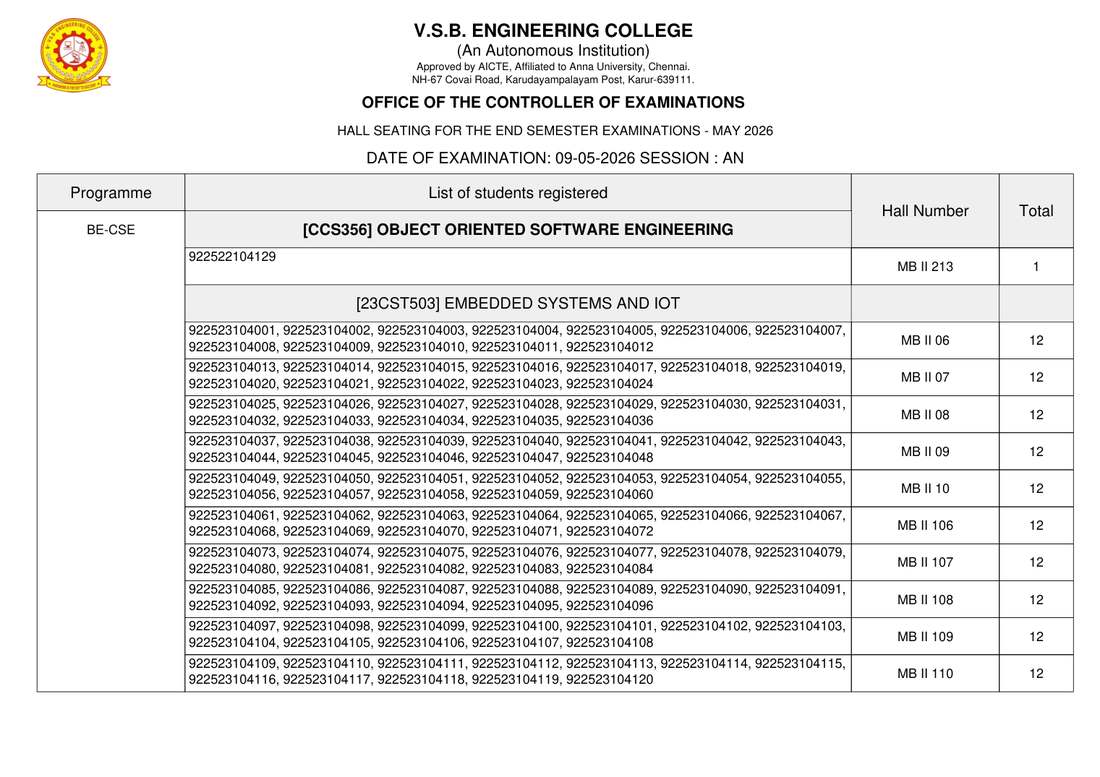 V.S.B. ENGINEERING COLLEGE
(An Autonomous Institution)
Approved by AICTE, Affiliated to Anna University, Chennai.
NH-67 Covai Road, Karudayampalayam Post, Karur-639111.
OFFICE OF THE CONTROLLER OF EXAMINATIONS
HALL SEATING FOR THE END SEMESTER EXAMINATIONS - MAY 2026
DATE OF EXAMINATION: 09-05-2026 SESSION : AN
Programme List of students registered Hall Number Total
BE-CSE [CCS356] OBJECT ORIENTED SOFTWARE ENGINEERING
922522104129 MB II 213 1
[23CST503] EMBEDDED SYSTEMS AND IOT
922523104001, 922523104002, 922523104003, 922523104004, 922523104005, 922523104006, 922523104007,
922523104008, 922523104009, 922523104010, 922523104011, 922523104012 MB II 06 12
922523104013, 922523104014, 922523104015, 922523104016, 922523104017, 922523104018, 922523104019,
922523104020, 922523104021, 922523104022, 922523104023, 922523104024 MB II 07 12
922523104025, 922523104026, 922523104027, 922523104028, 922523104029, 922523104030, 922523104031,
922523104032, 922523104033, 922523104034, 922523104035, 922523104036 MB II 08 12
922523104037, 922523104038, 922523104039, 922523104040, 922523104041, 922523104042, 922523104043,
922523104044, 922523104045, 922523104046, 922523104047, 922523104048 MB II 09 12
922523104049, 922523104050, 922523104051, 922523104052, 922523104053, 922523104054, 922523104055,
922523104056, 922523104057, 922523104058, 922523104059, 922523104060 MB II 10 12
922523104061, 922523104062, 922523104063, 922523104064, 922523104065, 922523104066, 922523104067,
922523104068, 922523104069, 922523104070, 922523104071, 922523104072 MB II 106 12
922523104073, 922523104074, 922523104075, 922523104076, 922523104077, 922523104078, 922523104079,
922523104080, 922523104081, 922523104082, 922523104083, 922523104084 MB II 107 12
922523104085, 922523104086, 922523104087, 922523104088, 922523104089, 922523104090, 922523104091,
922523104092, 922523104093, 922523104094, 922523104095, 922523104096 MB II 108 12
922523104097, 922523104098, 922523104099, 922523104100, 922523104101, 922523104102, 922523104103,
922523104104, 922523104105, 922523104106, 922523104107, 922523104108 MB II 109 12
922523104109, 922523104110, 922523104111, 922523104112, 922523104113, 922523104114, 922523104115,
922523104116, 922523104117, 922523104118, 922523104119, 922523104120 MB II 110 12